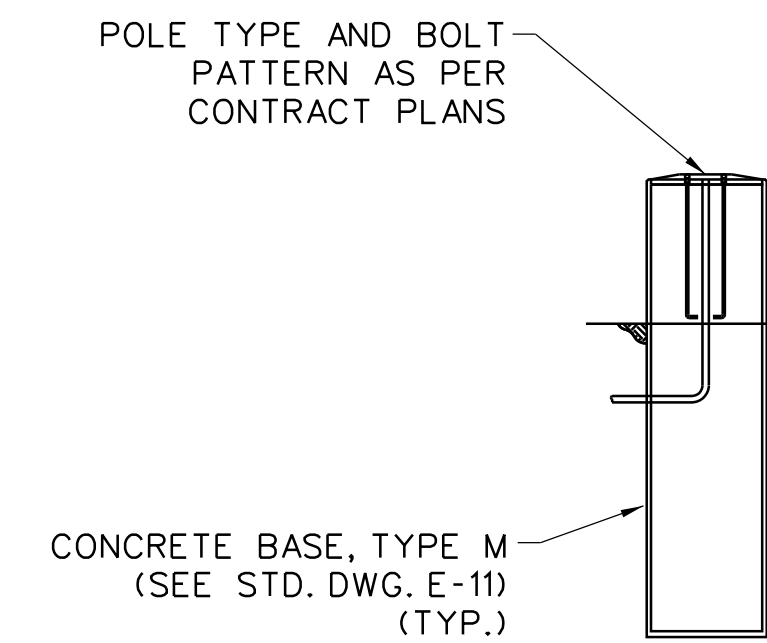 POLE TYPE AND BOLT
PATTERN AS PER
CONTRACT PLANS
CONCRETE BASE, TYPE M
(SEE STD. DWG. E-11)
(TYP.)